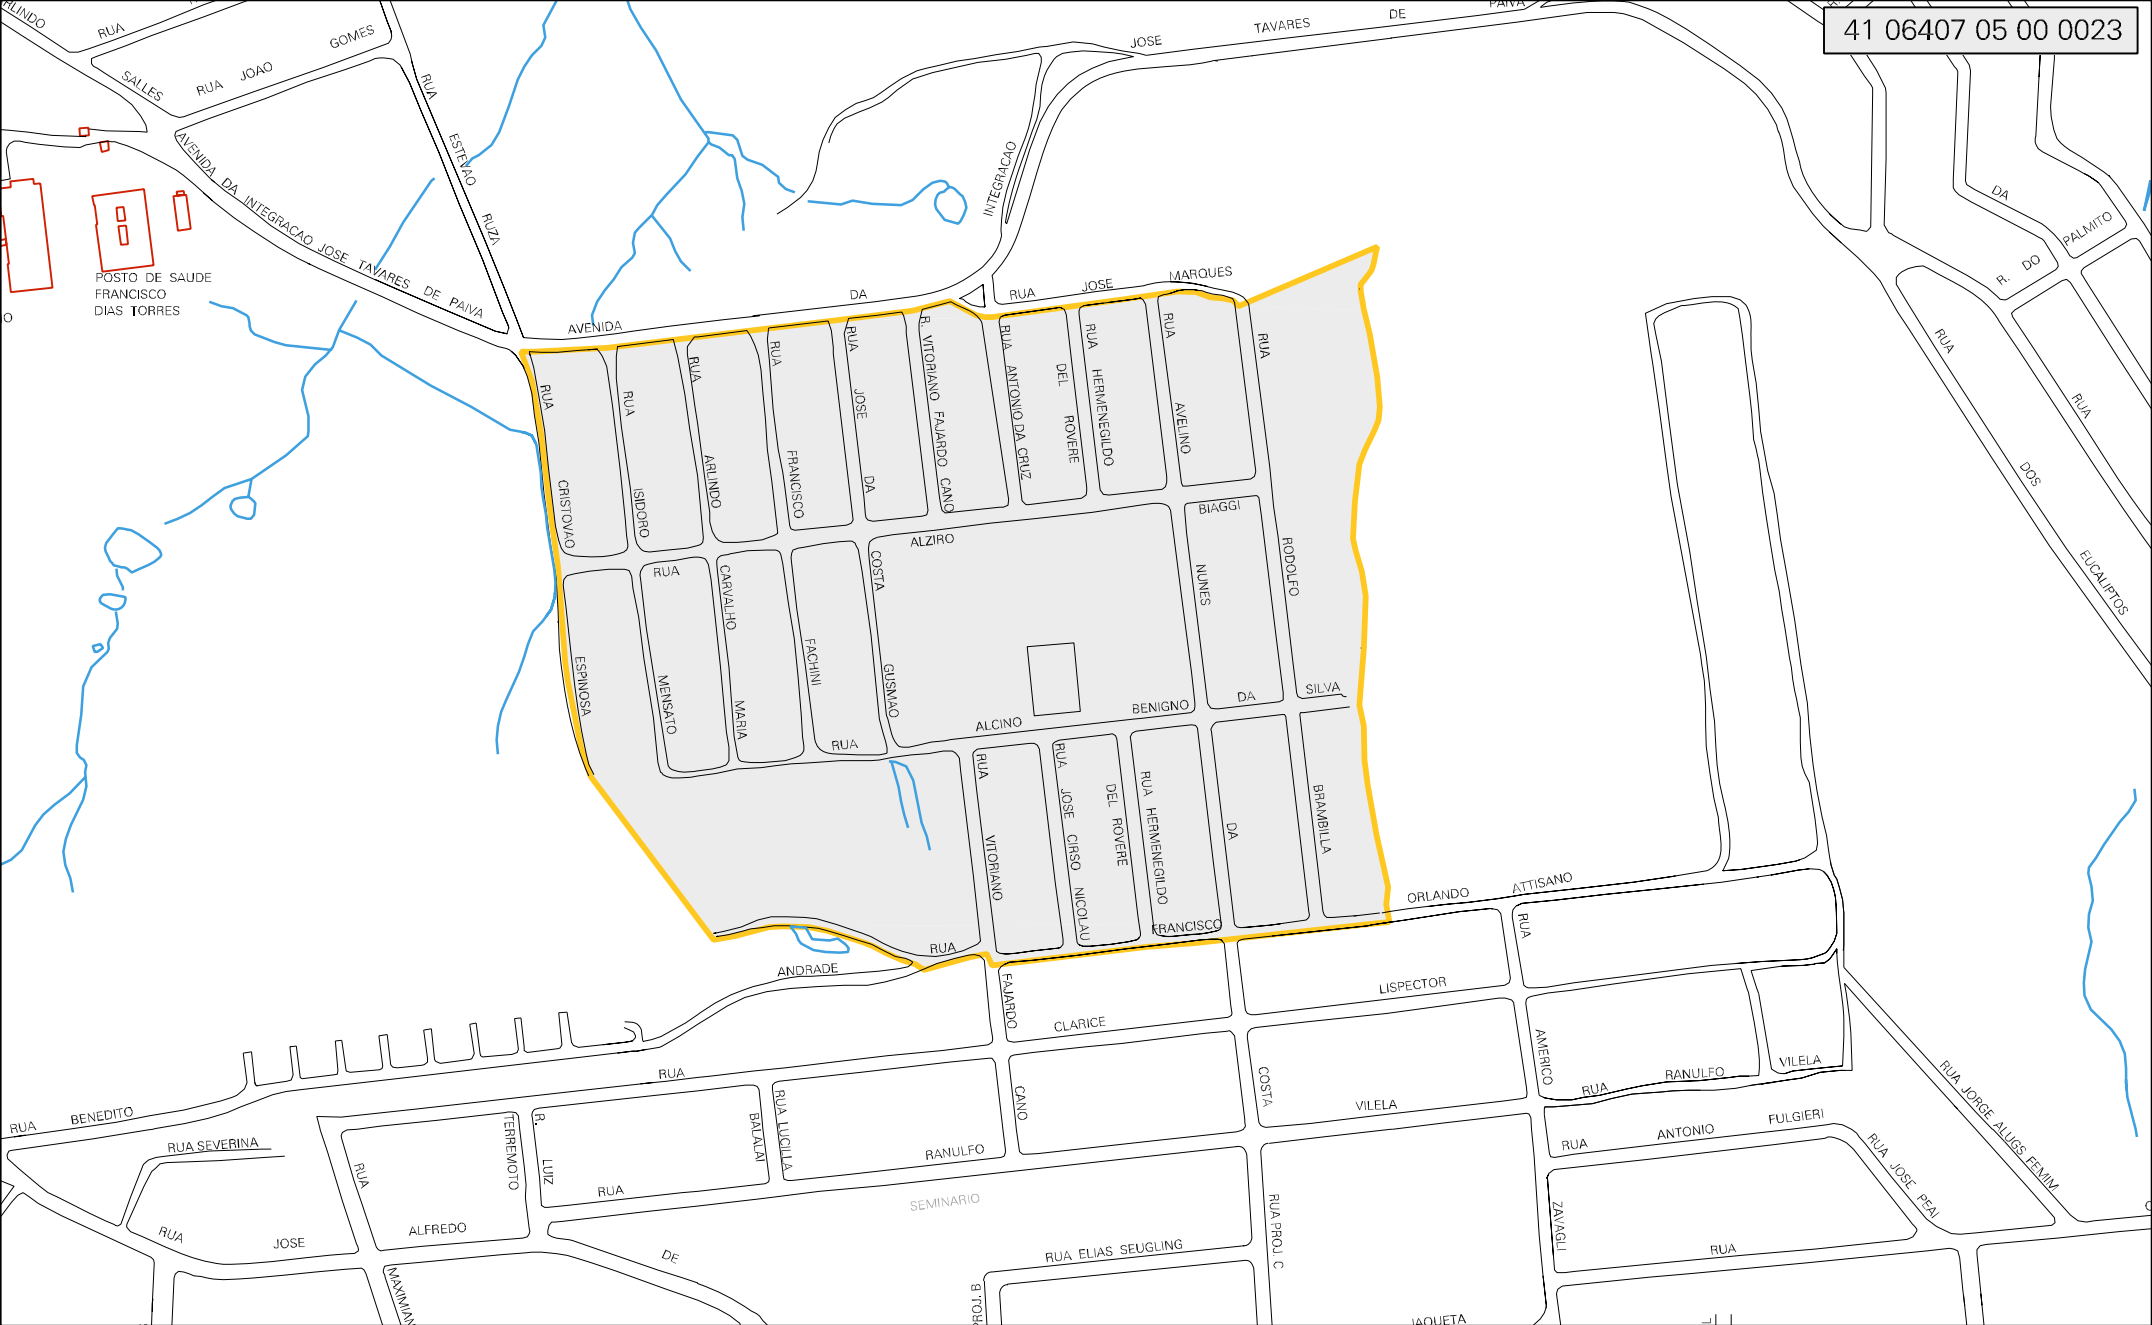 41 06407 05 00 0023
RUA
GOMES
RUA JOAO
SALLES
JOSE TAVARES DE PAIVA
RUA ESTEVAO RUZA
INTEGRACAO
AVENIDA DA INTEGRACAO JOSE TAVARES DE PAIVA
POSTO DE SAUDE
FRANCISCO
DIAS TORRES
AVENIDA DA
RUA JOSE MARQUES
DA
R. DO PALMITO
RUA DOS EUCALIPTOS
RUA
RUA CRISTOVAO ESPINOSA
RUA ISIDORO MENSATO
RUA ARLINDO CARVALHO MARIA
RUA FRANCISCO FACHINI
RUA JOSE DA COSTA GUSMAO
R. VITORIANO FAJARDO CANO
RUA ANTONIO DA CRUZ
DEL ROVERE
RUA HERMENEGILDO
RUA AVELINO NUNES DA
RUA RODOLFO BRAMBILLA
RUA ALZIRO BIAGGI
RUA ALCINO BENIGNO DA SILVA
RUA VITORIANO FAJARDO CANO
RUA JOSE CIRSO NICOLAU
DEL ROVERE
RUA HERMENEGILDO
RUA FRANCISCO
ORLANDO ATTISANO
ANDRADE
RUA BENEDITO
CLARICE LISPECTOR
RUA
RUA AMERICO ZAVAGLI
COSTA
RUA RANULFO VILELA
RUA RANULFO VILELA
RUA ANTONIO FULGIERI
RUA JORGE ALUGS FEMIM
RUA JOSE PEAI
RUA SEVERINA
RUA
TERREMOTO
R. LUIZ
BALALAI
RUA LUCILLA
RUA JOSE ALFREDO DE
SEMINARIO
RUA ELIAS SEUGLING
RUA PROJ. C
RUA